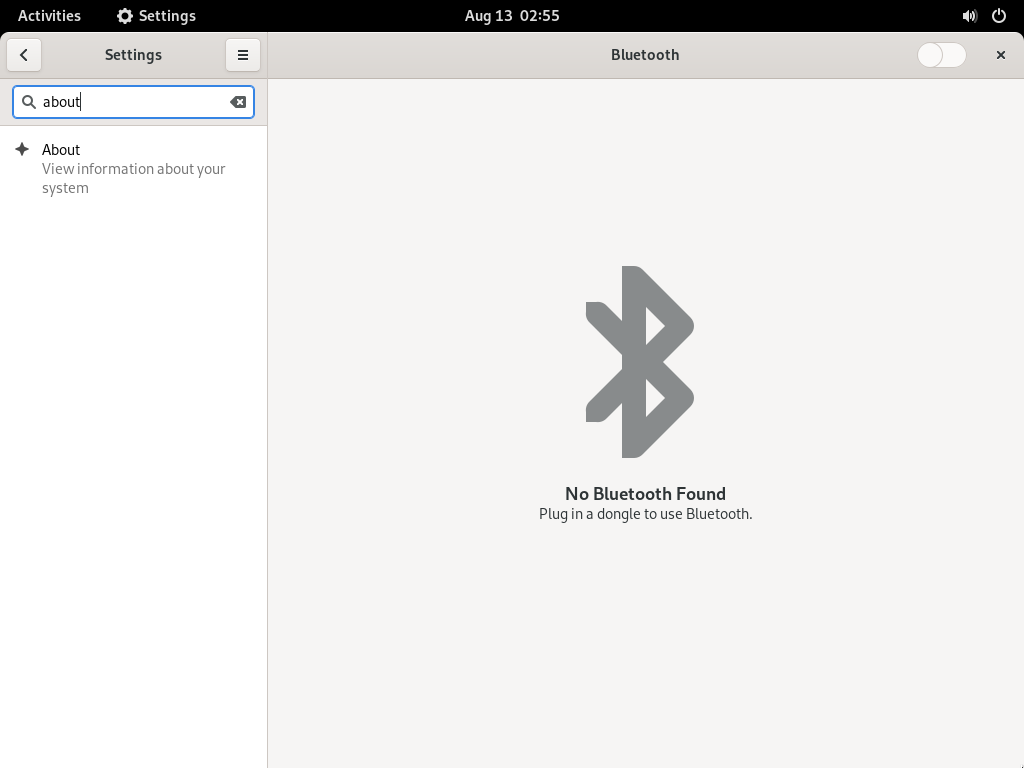 Activities
Settings
Aug 13 02:55
Settings
Bluetooth
about
About
View information about your
system
No Bluetooth Found
Plug in a dongle to use Bluetooth.